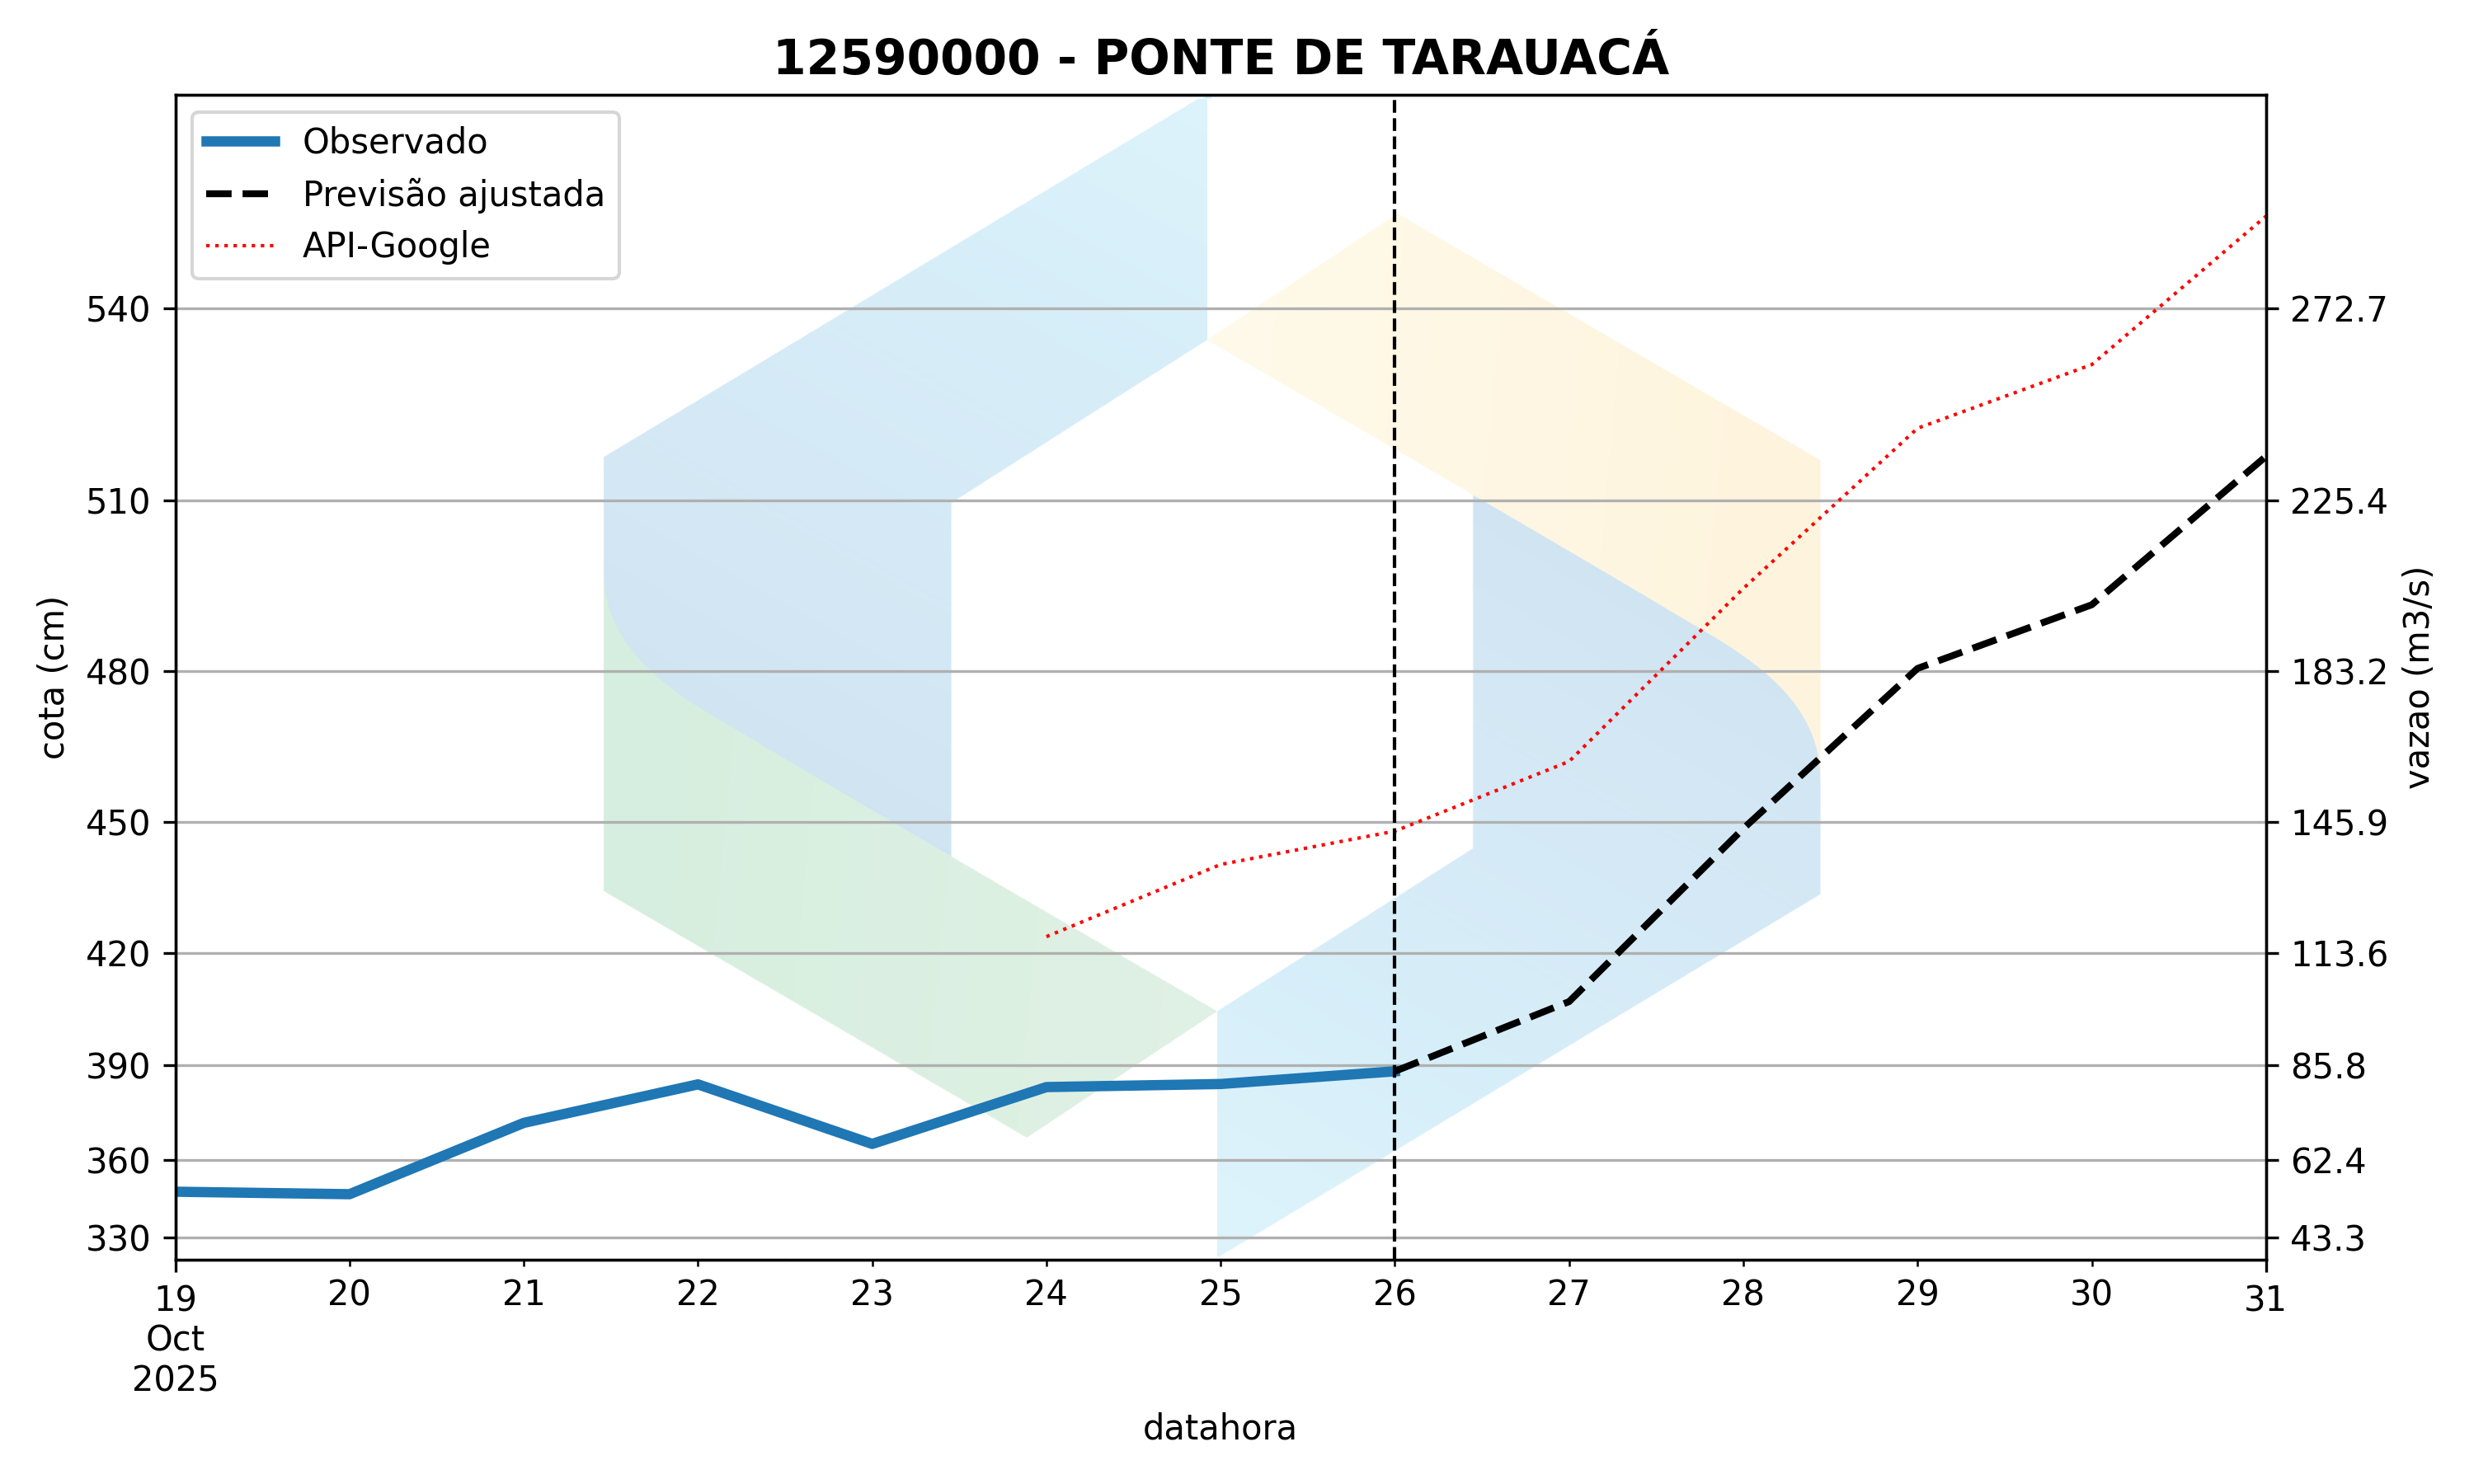 12590000 - PONTE DE TARAUACÁ
Observado
Previsão ajustada
API-Google
540
510
480
450
420
390
360
330
cota (cm)
272.7
225.4
183.2
145.9
113.6
85.8
62.4
43.3
vazao (m3/s)
19 20 21 22 23 24 25 26 27 28 29 30 31
Oct
2025
datahora